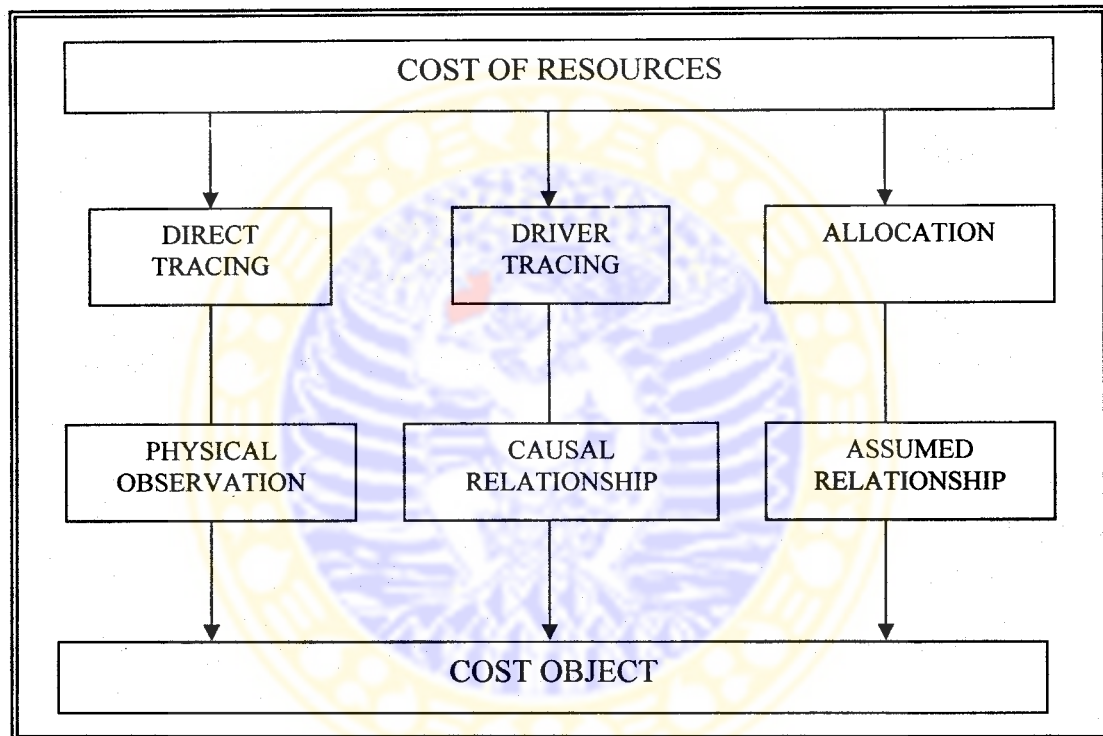 COST OF RESOURCES
DIRECT
TRACING
DRIVER
TRACING
ALLOCATION
PHYSICAL
OBSERVATION
CAUSAL
RELATIONSHIP
ASSUMED
RELATIONSHIP
COST OBJECT